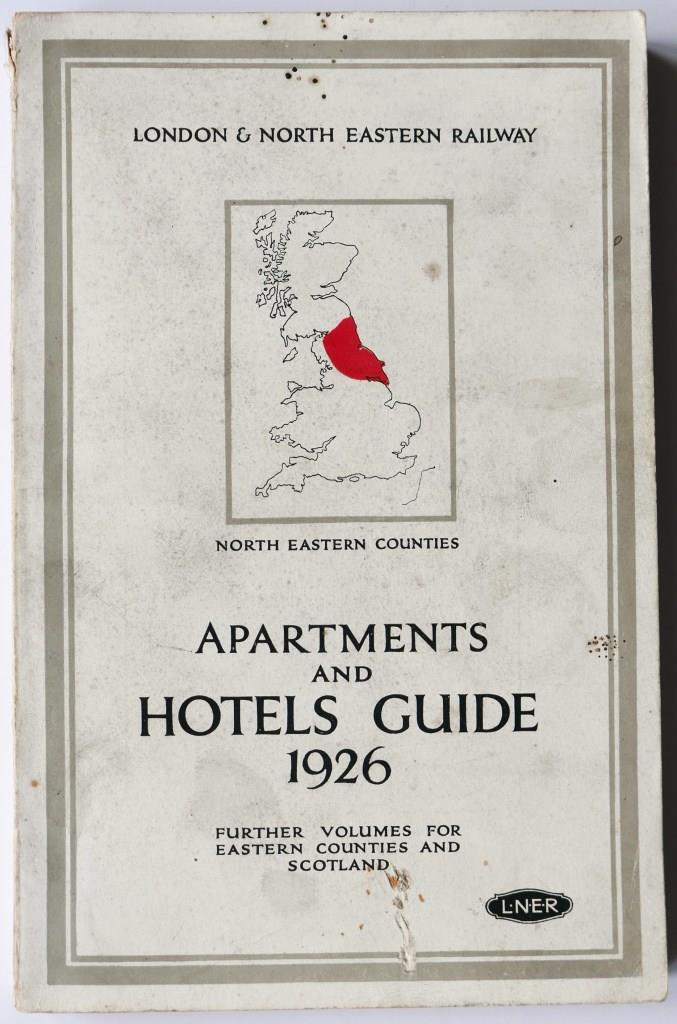 LONDON & NORTH EASTERN RAILWAY
NORTH EASTERN COUNTIES
APARTMENTS
AND
HOTELS GUIDE
1926
FURTHER VOLUMES FOR
EASTERN COUNTIES AND
SCOTLAND
L·N·E·R